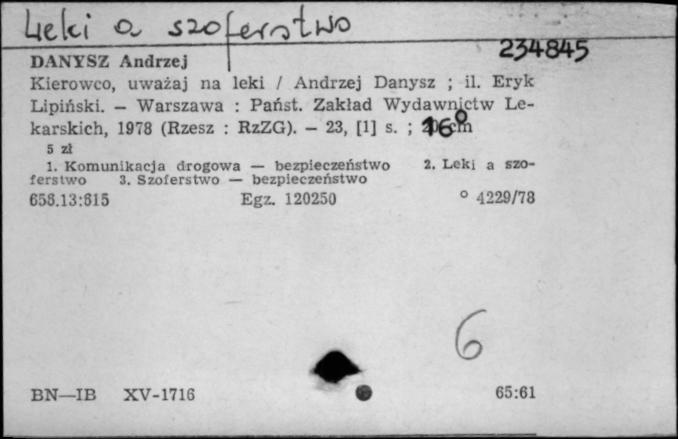 Leki a szoferstwo
234845
DANYSZ Andrzej
Kierowco, uważaj na leki / Andrzej Danysz ; il. Eryk
Lipiński. — Warszawa : Państ. Zakład Wydawnictw Le-
karskich, 1978 (Rzesz : RzZG). — 23, [1] s. ; 16° cm
5 zł
1. Komunikacja drogowa — bezpieczeństwo 2. Leki a szo-
ferstwo 3. Szoferstwo — bezpieczeństwo
656.13:615 Egz. 120250 ° 4229/78
6
BN—IB XV-1716 65:61